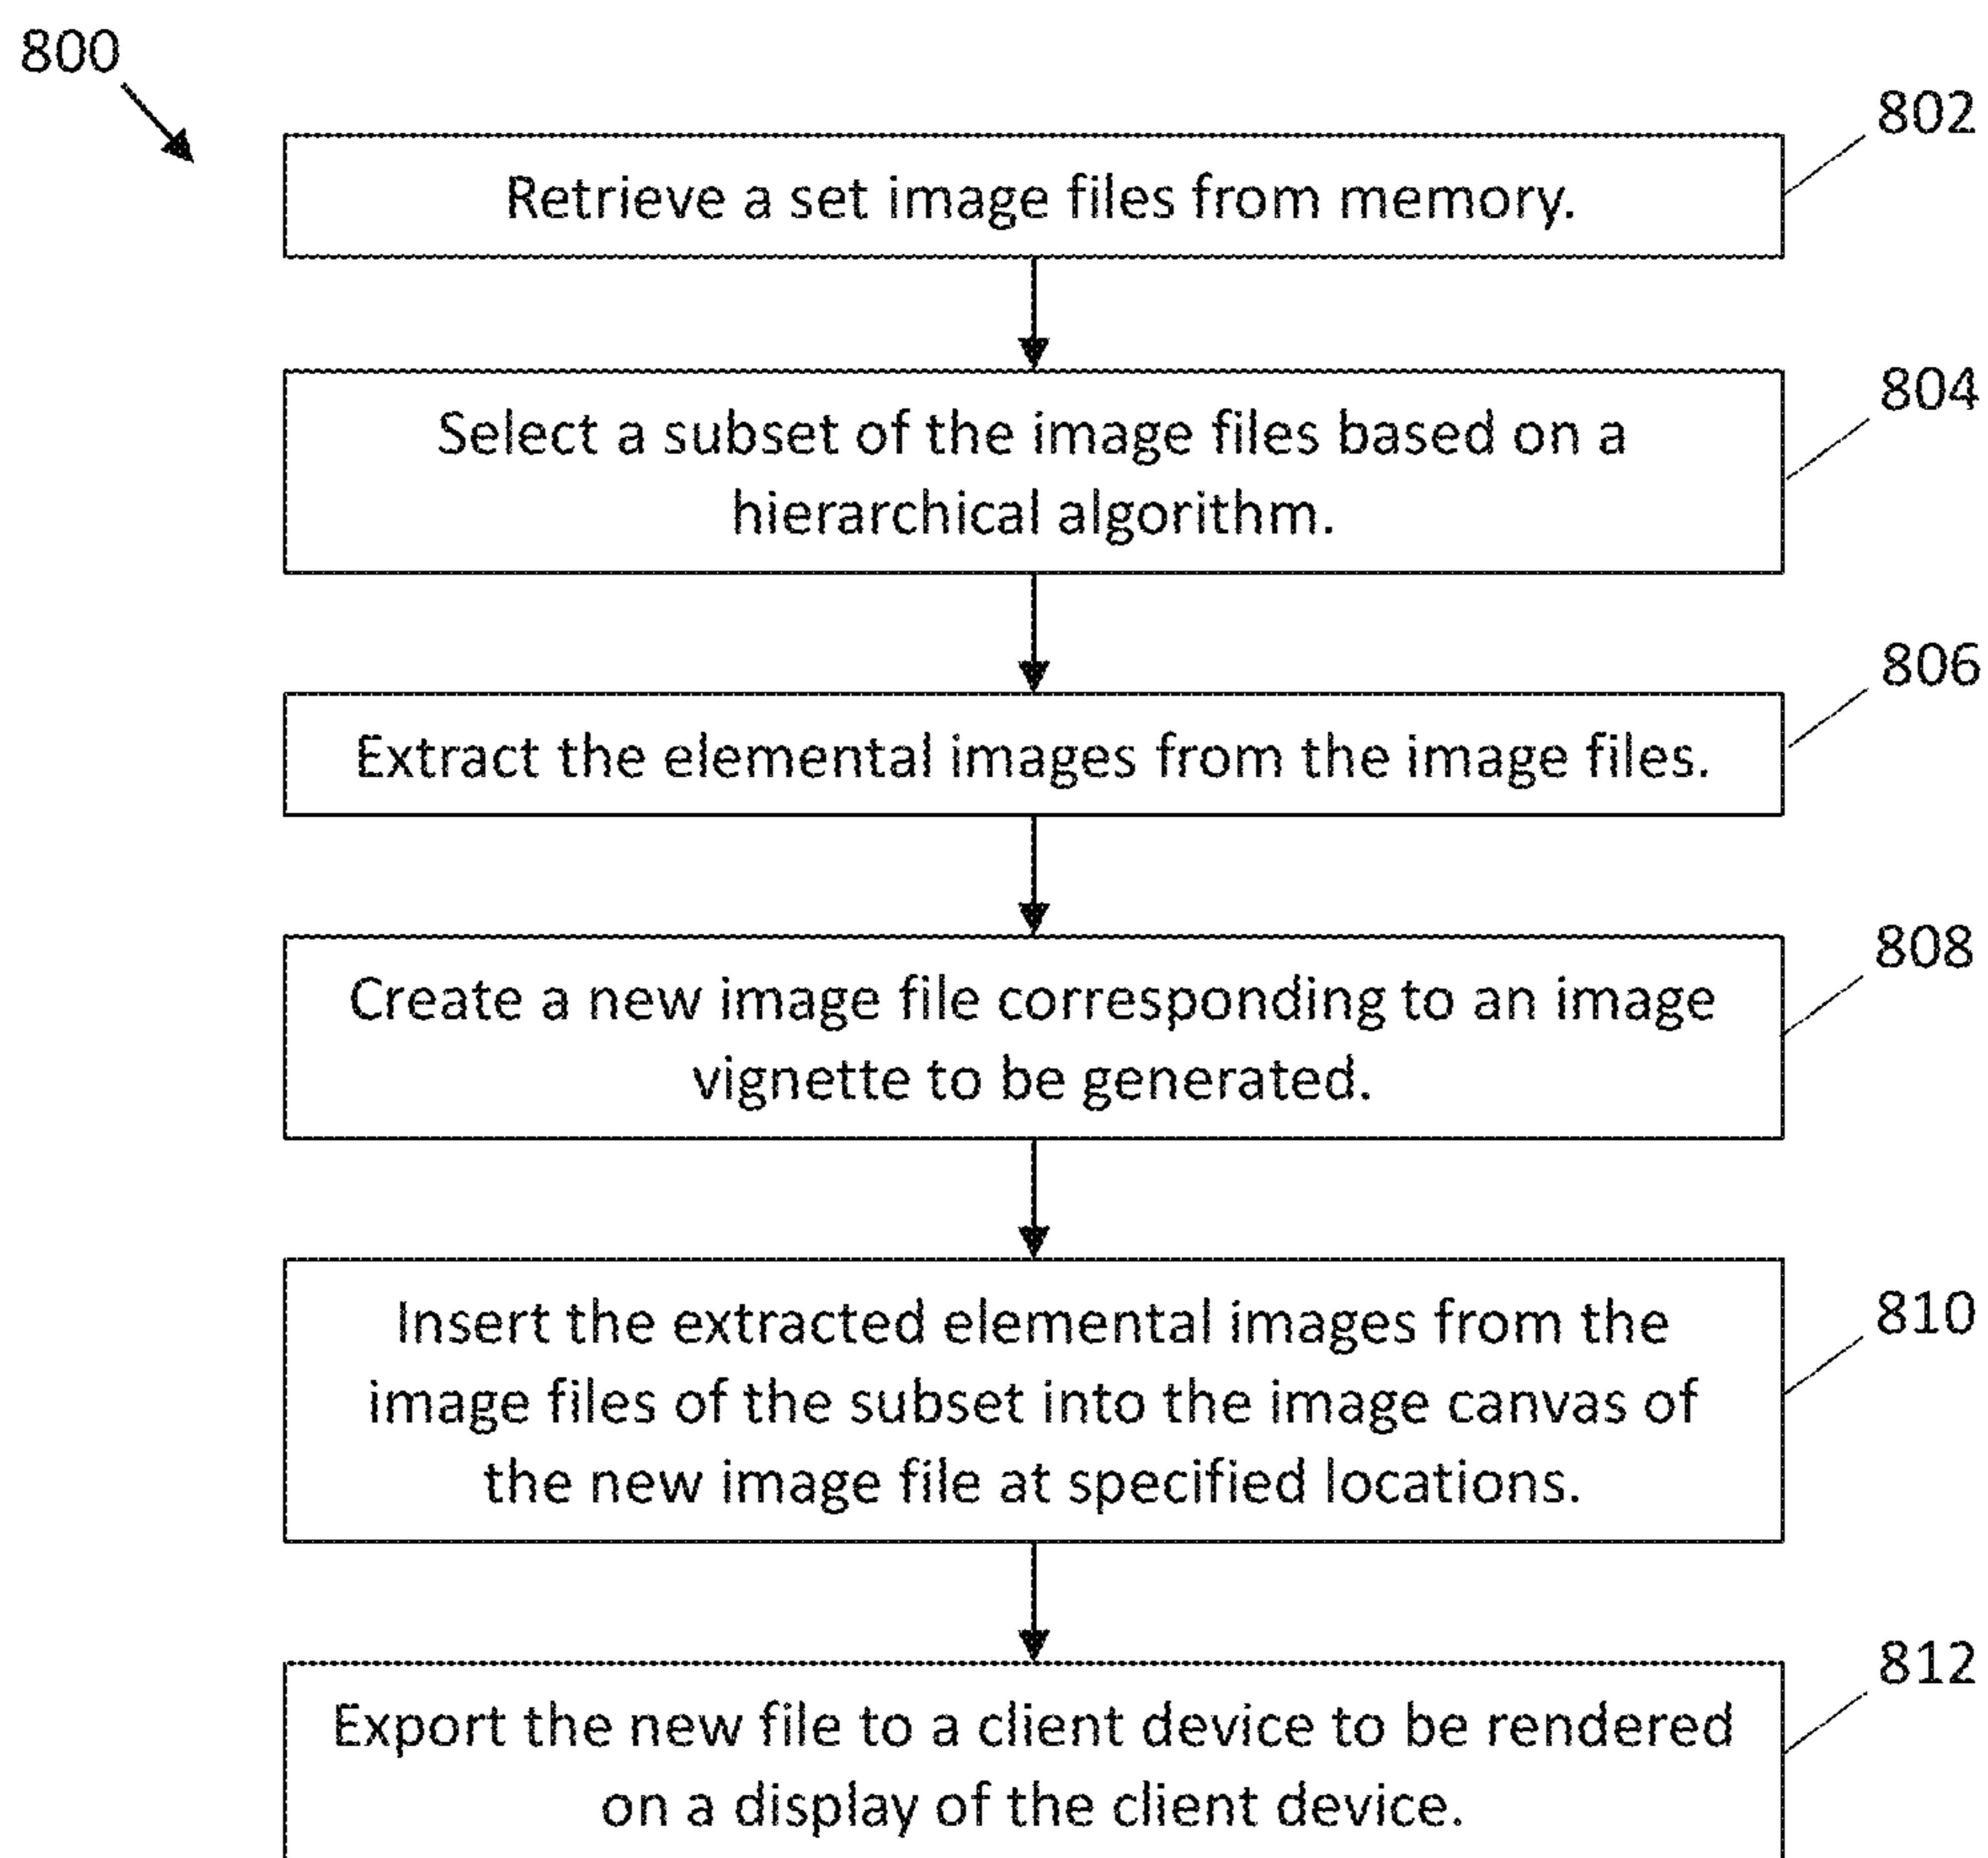 800
802
Retrieve a set image files from memory.
804
Select a subset of the image files based on a
hierarchical algorithm.
806
Extract the elemental images from the image files.
808
Create a new image file corresponding to an image
vignette to be generated.
810
Insert the extracted elemental images from the
image files of the subset into the image canvas of
the new image file at specified locations.
812
Export the new file to a client device to be rendered
on a display of the client device.